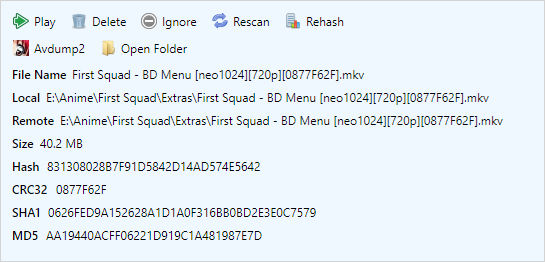 Play Delete Ignore Rescan Rehash
Avdump2 Open Folder
File Name First Squad - BD Menu [neo1024][720p][0877F62F].mkv
Local E:\Anime\First Squad\Extras\First Squad - BD Menu [neo1024][720p][0877F62F].mkv
Remote E:\Anime\First Squad\Extras\First Squad - BD Menu [neo1024][720p][0877F62F].mkv
Size 40.2 MB
Hash 831308028B7F91D5842D14AD574E5642
CRC32 0877F62F
SHA1 0626FED9A152628A1D1A0F316BB0BD2E3E0C7579
MD5 AA19440ACFF06221D919C1A481987E7D